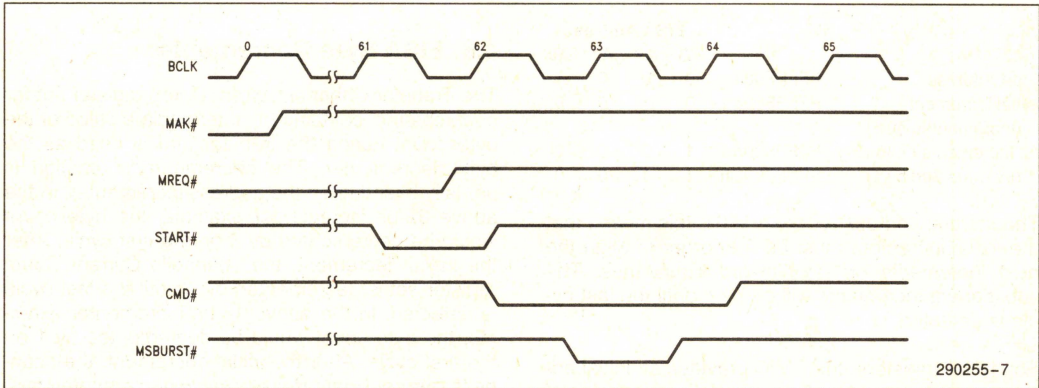 0 61 62 63 64 65
BCLK
MAK#
MREQ#
START#
CMD#
MSBURST#
290255-7